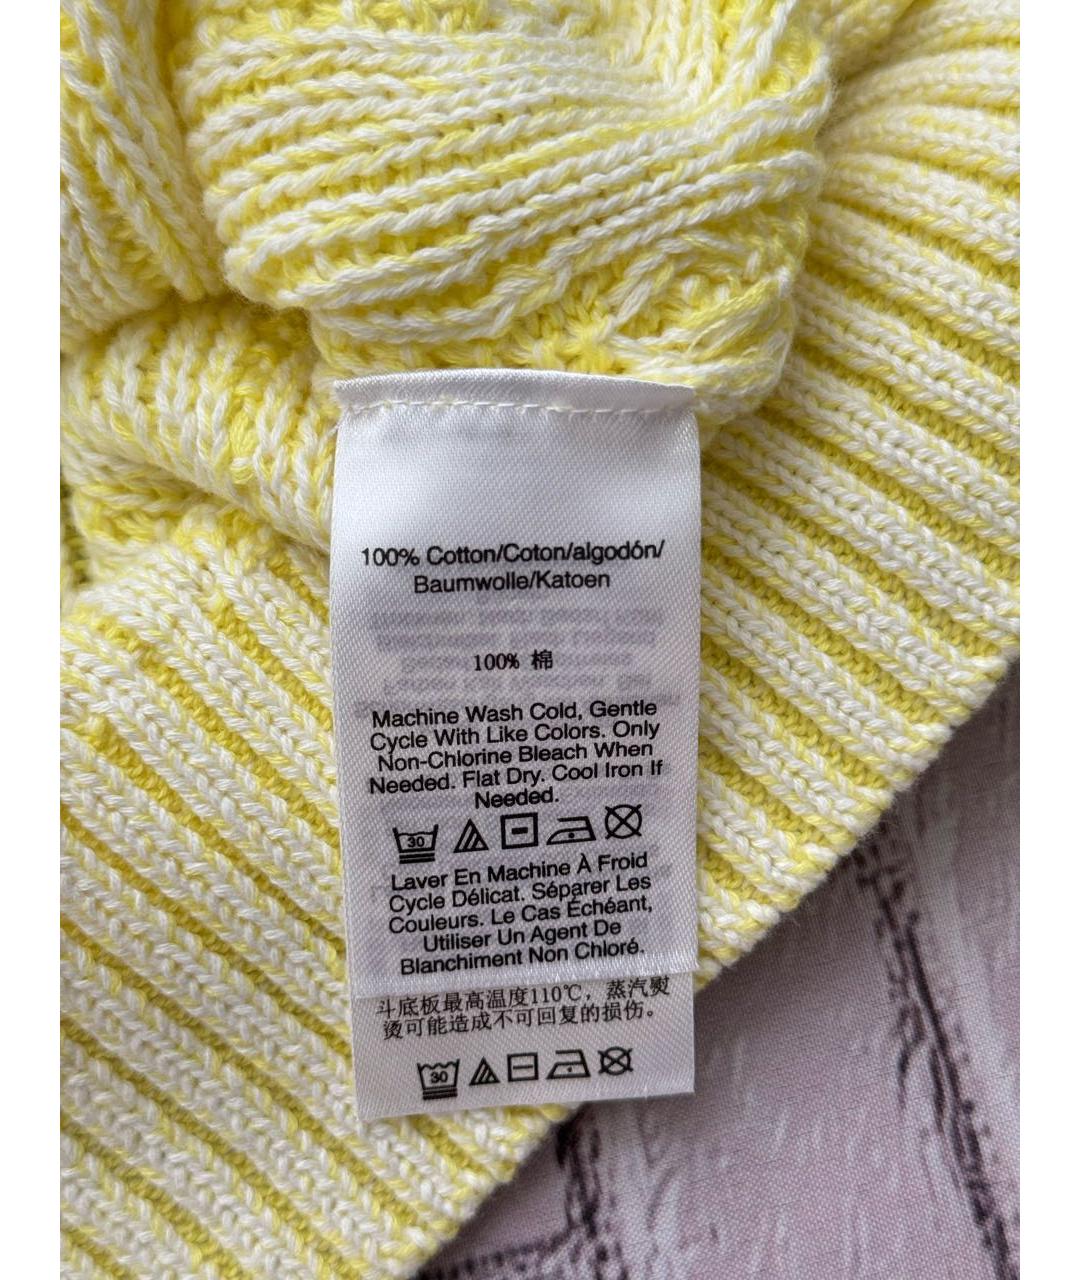 100% Cotton/Coton/algodón/
Baumwolle/Katoen
100% 棉
Machine Wash Cold, Gentle
Cycle With Like Colors. Only
Non-Chlorine Bleach When
Needed. Flat Dry. Cool Iron If
Needed.
30
Laver En Machine À Froid
Cycle Délicat. Séparer Les
Couleurs. Le Cas Échéant,
Utiliser Un Agent De
Blanchiment Non Chloré.
斗底板最高温度110℃，蒸汽熨
烫可能造成不可回复的损伤。
30